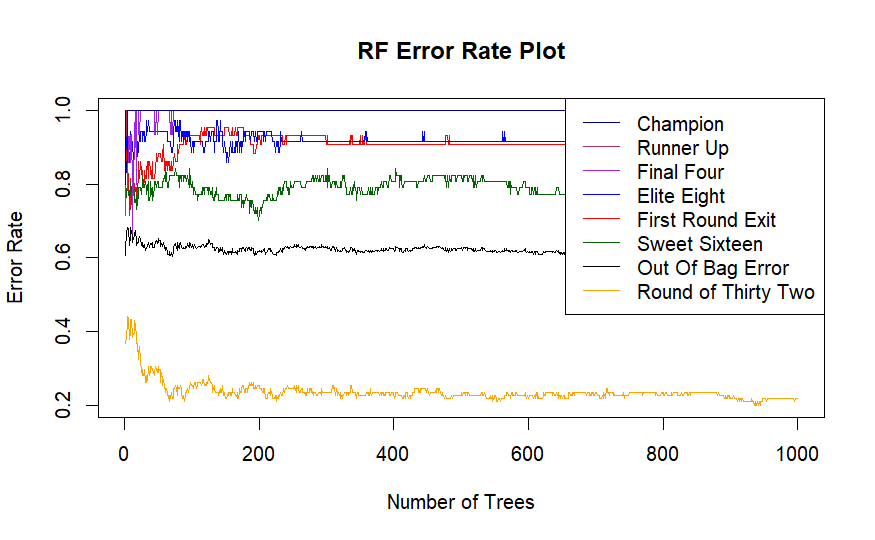 RF Error Rate Plot
Error Rate
1.0
0.8
0.6
0.4
0.2
Champion
Runner Up
Final Four
Elite Eight
First Round Exit
Sweet Sixteen
Out Of Bag Error
Round of Thirty Two
0 200 400 600 800 1000
Number of Trees